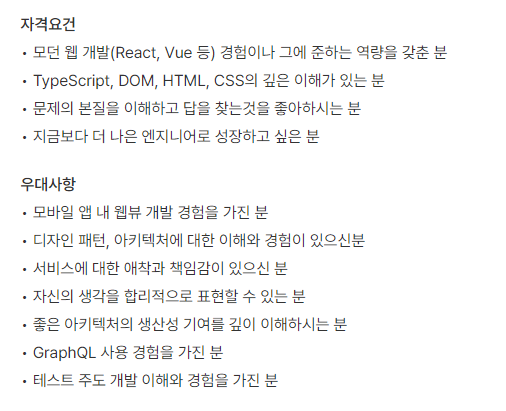 자격요건
• 모던 웹 개발(React, Vue 등) 경험이나 그에 준하는 역량을 갖춘 분
• TypeScript, DOM, HTML, CSS의 깊은 이해가 있는 분
• 문제의 본질을 이해하고 답을 찾는것을 좋아하시는 분
• 지금보다 더 나은 엔지니어로 성장하고 싶은 분
우대사항
• 모바일 앱 내 웹뷰 개발 경험을 가진 분
• 디자인 패턴, 아키텍처에 대한 이해와 경험이 있으신분
• 서비스에 대한 애착과 책임감이 있으신 분
• 자신의 생각을 합리적으로 표현할 수 있는 분
• 좋은 아키텍처의 생산성 기여를 깊이 이해하시는 분
• GraphQL 사용 경험을 가진 분
• 테스트 주도 개발 이해와 경험을 가진 분